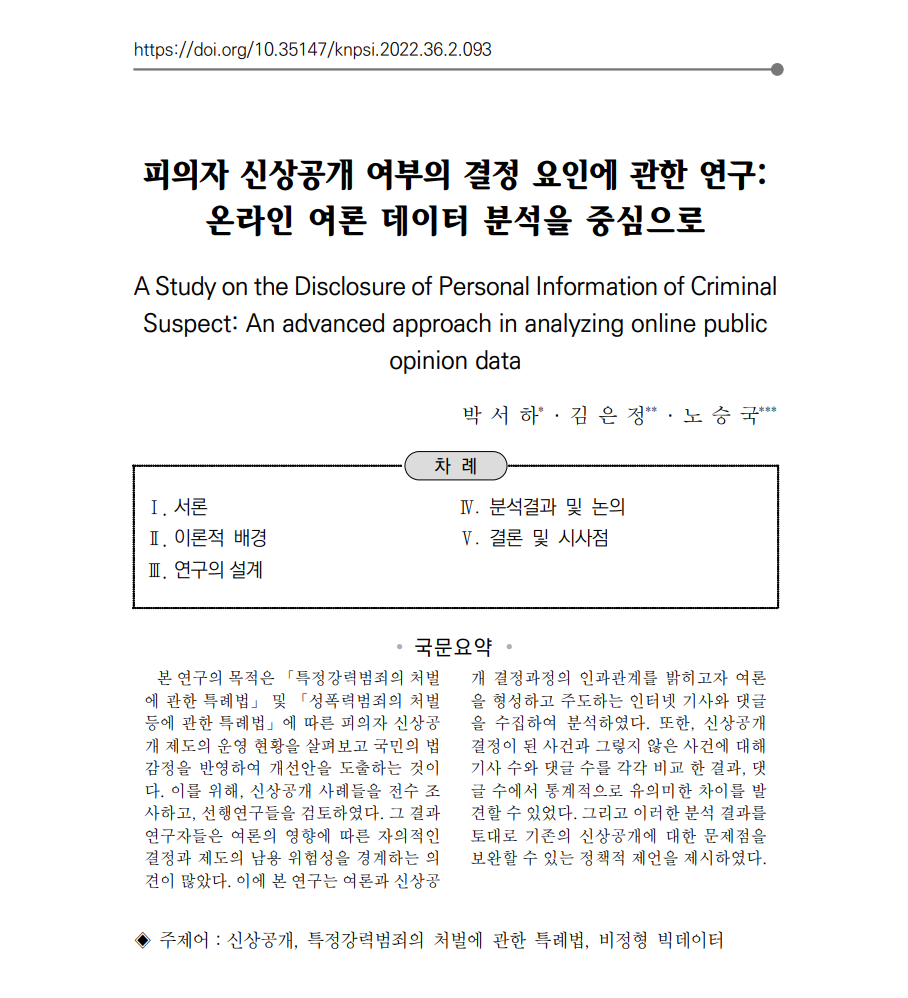 https://doi.org/10.35147/knpsi.2022.36.2.093
피의자 신상공개 여부의 결정 요인에 관한 연구:
온라인 여론 데이터 분석을 중심으로
A Study on the Disclosure of Personal Information of Criminal
Suspect: An advanced approach in analyzing online public
opinion data
박 서 하* · 김 은 정** · 노 승 국***
차 례
Ⅰ. 서론
Ⅱ. 이론적 배경
Ⅲ. 연구의 설계
Ⅳ. 분석결과 및 논의
Ⅴ. 결론 및 시사점
• 국문요약 •
본 연구의 목적은 「특정강력범죄의 처벌
에 관한 특례법」 및 「성폭력범죄의 처벌
등에 관한 특례법」에 따른 피의자 신상공
개 제도의 운영 현황을 살펴보고 국민의 법
감정을 반영하여 개선안을 도출하는 것이
다. 이를 위해, 신상공개 사례들을 전수 조
사하고, 선행연구들을 검토하였다. 그 결과
연구자들은 여론의 영향에 따른 자의적인
결정과 제도의 남용 위험성을 경계하는 의
견이 많았다. 이에 본 연구는 여론과 신상공
개 결정과정의 인과관계를 밝히고자 여론
을 형성하고 주도하는 인터넷 기사와 댓글
을 수집하여 분석하였다. 또한, 신상공개
결정이 된 사건과 그렇지 않은 사건에 대해
기사 수와 댓글 수를 각각 비교 한 결과, 댓
글 수에서 통계적으로 유의미한 차이를 발
견할 수 있었다. 그리고 이러한 분석 결과를
토대로 기존의 신상공개에 대한 문제점을
보완할 수 있는 정책적 제언을 제시하였다.
◈ 주제어 : 신상공개, 특정강력범죄의 처벌에 관한 특례법, 비정형 빅데이터